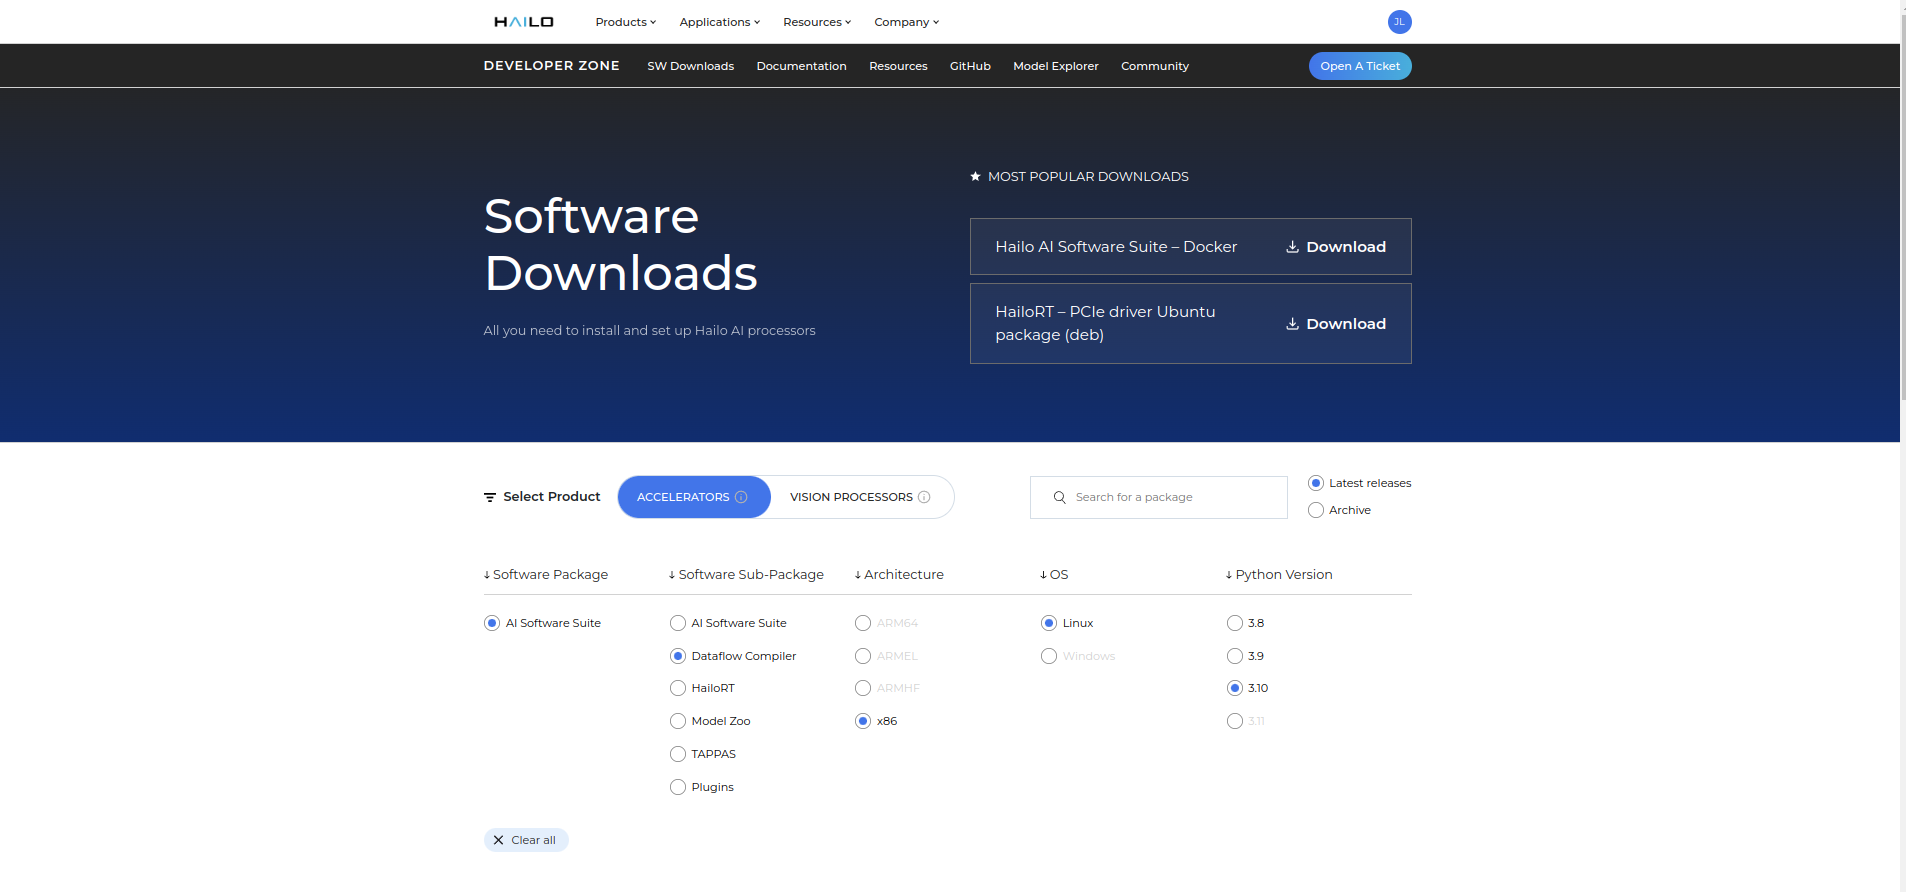 HAILO
Products
Applications
Resources
Company
JL
DEVELOPER ZONE
SW Downloads
Documentation
Resources
GitHub
Model Explorer
Community
Open A Ticket
Software
Downloads
All you need to install and set up Hailo AI processors
MOST POPULAR DOWNLOADS
Hailo AI Software Suite – Docker
Download
HailoRT – PCIe driver Ubuntu
package (deb)
Download
Select Product
ACCELERATORS
VISION PROCESSORS
Search for a package
Latest releases
Archive
Software Package
Software Sub-Package
Architecture
OS
Python Version
AI Software Suite
AI Software Suite
Dataflow Compiler
HailoRT
Model Zoo
TAPPAS
Plugins
ARM64
ARMEL
ARMHF
x86
Linux
Windows
3.8
3.9
3.10
3.11
Clear all